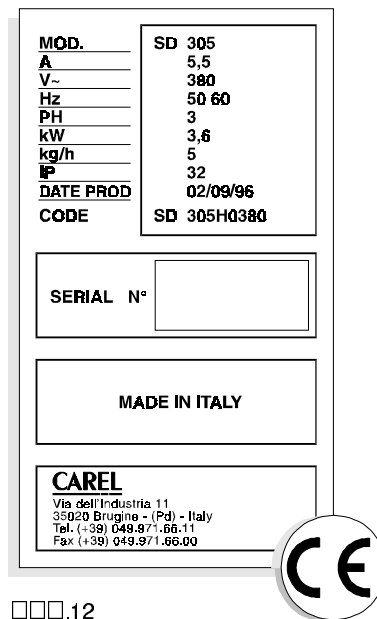 MOD. SD 305
A 5,5
V~ 380
Hz 50 60
PH 3
kW 3,6
kg/h 5
IP 32
DATE PROD 02/09/96
CODE SD 305H0380
SERIAL N°
MADE IN ITALY
CAREL
Via dell'Industria 11
35020 Brugine - (Pd) - Italy
Tel. (+39) 049.971.66.11
Fax (+39) 049.971.66.00
CE
□□□.12